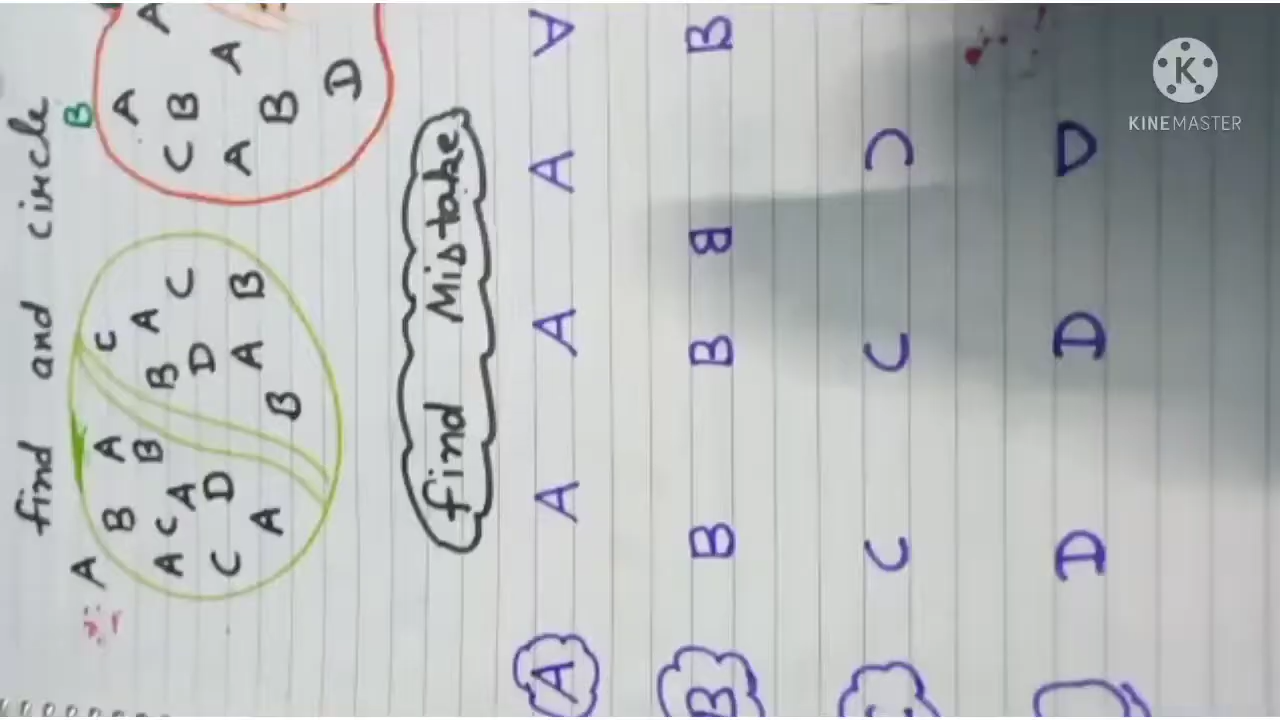 find and circle
A B
B A C A A
A C A B B A C C B
C D D A B A A
A B B
D
find Mistake
A A A A ∀
B B B B B
C C C Ɔ
D D D
K
KINEMASTER